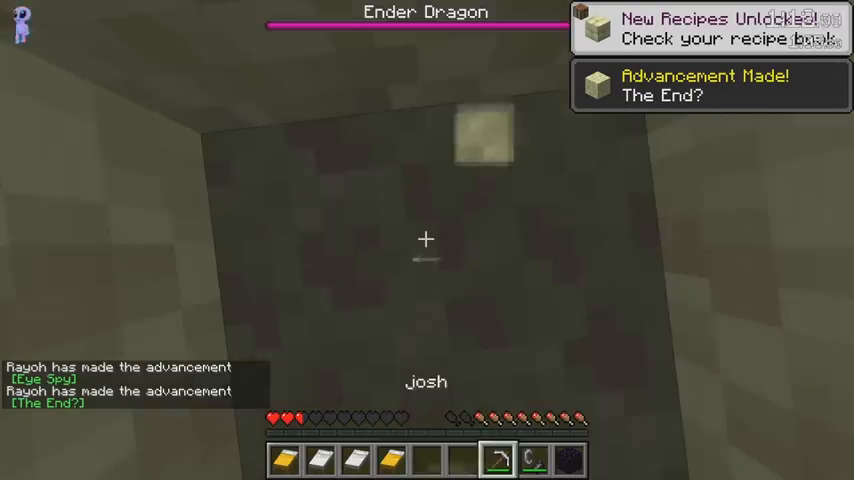 Ender Dragon
New Recipes Unlocked!
Check your recipe book
Advancement Made!
The End?
Rayoh has made the advancement
[Eye Spy]
Rayoh has made the advancement
[The End?]
josh